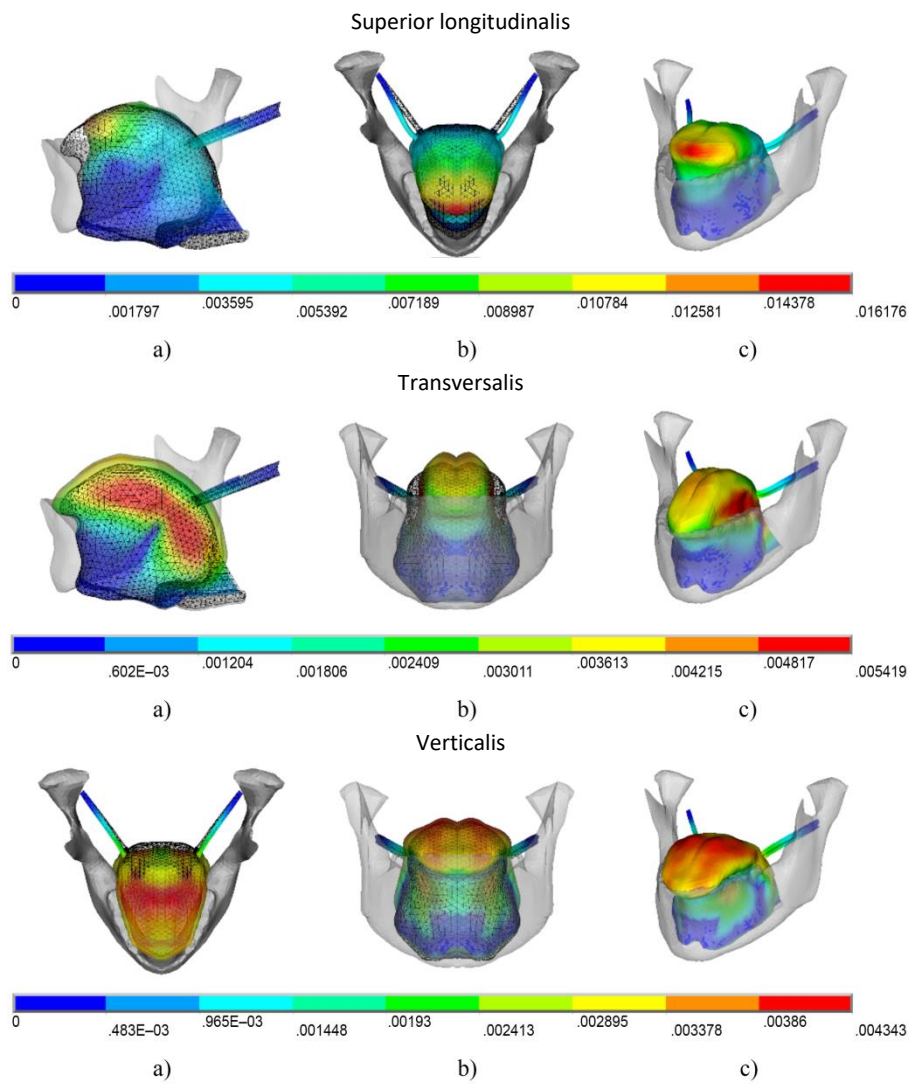 Superior longitudinalis
0 .001797 .003595 .005392 .007189 .008987 .010784 .012581 .014378 .016176
a) b) c)
Transversalis
0 .602E–03 .001204 .001806 .002409 .003011 .003613 .004215 .004817 .005419
a) b) c)
Verticalis
0 .483E–03 .965E–03 .001448 .00193 .002413 .002895 .003378 .00386 .004343
a) b) c)